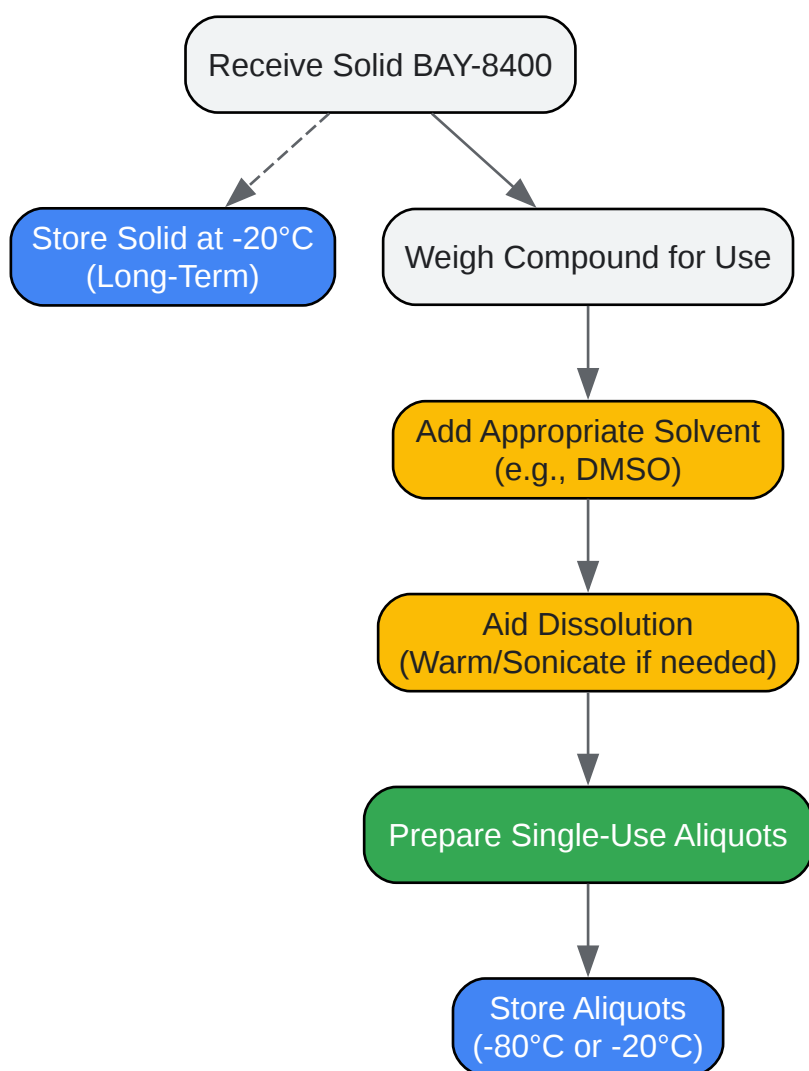 Receive Solid BAY-8400
Store Solid at -20°C
(Long-Term)
Weigh Compound for Use
Add Appropriate Solvent
(e.g., DMSO)
Aid Dissolution
(Warm/Sonicate if needed)
Prepare Single-Use Aliquots
Store Aliquots
(-80°C or -20°C)